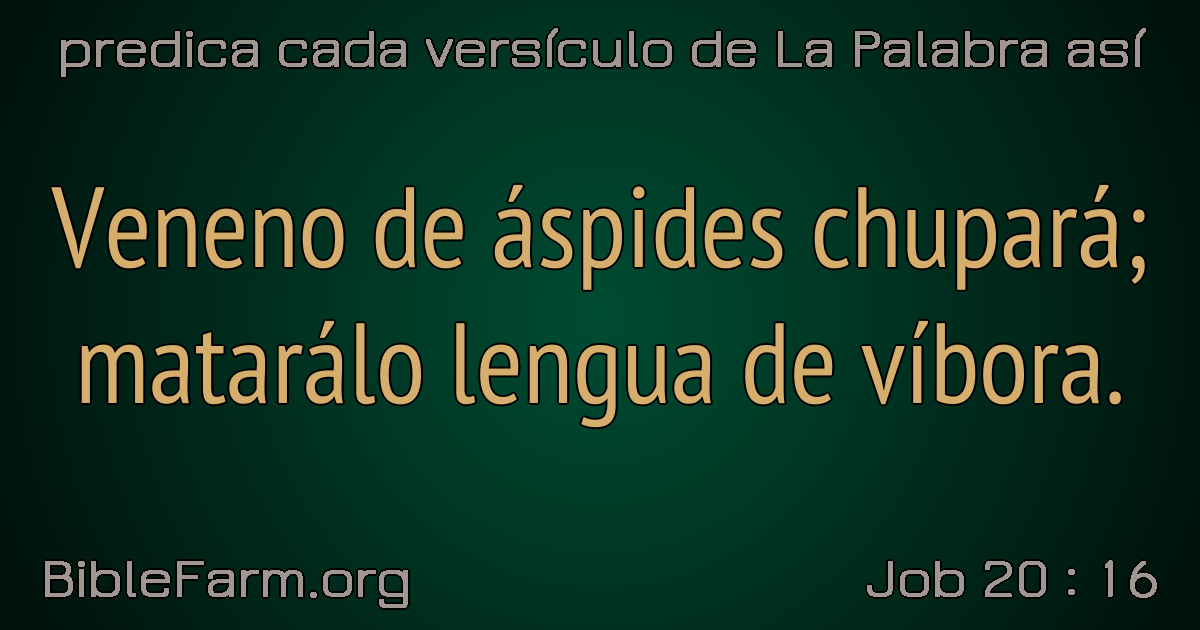 predica cada versículo de La Palabra así
Veneno de áspides chupará;
matarálo lengua de víbora.
BibleFarm.org
Job 20 : 16